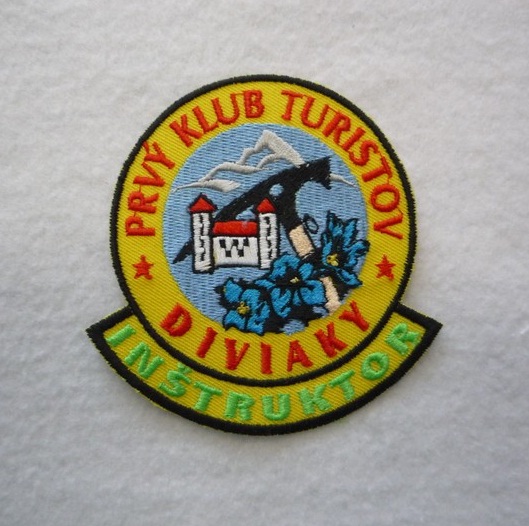 PRVÝ KLUB TURISTOV
DIVIAKY
INŠTRUKTOR